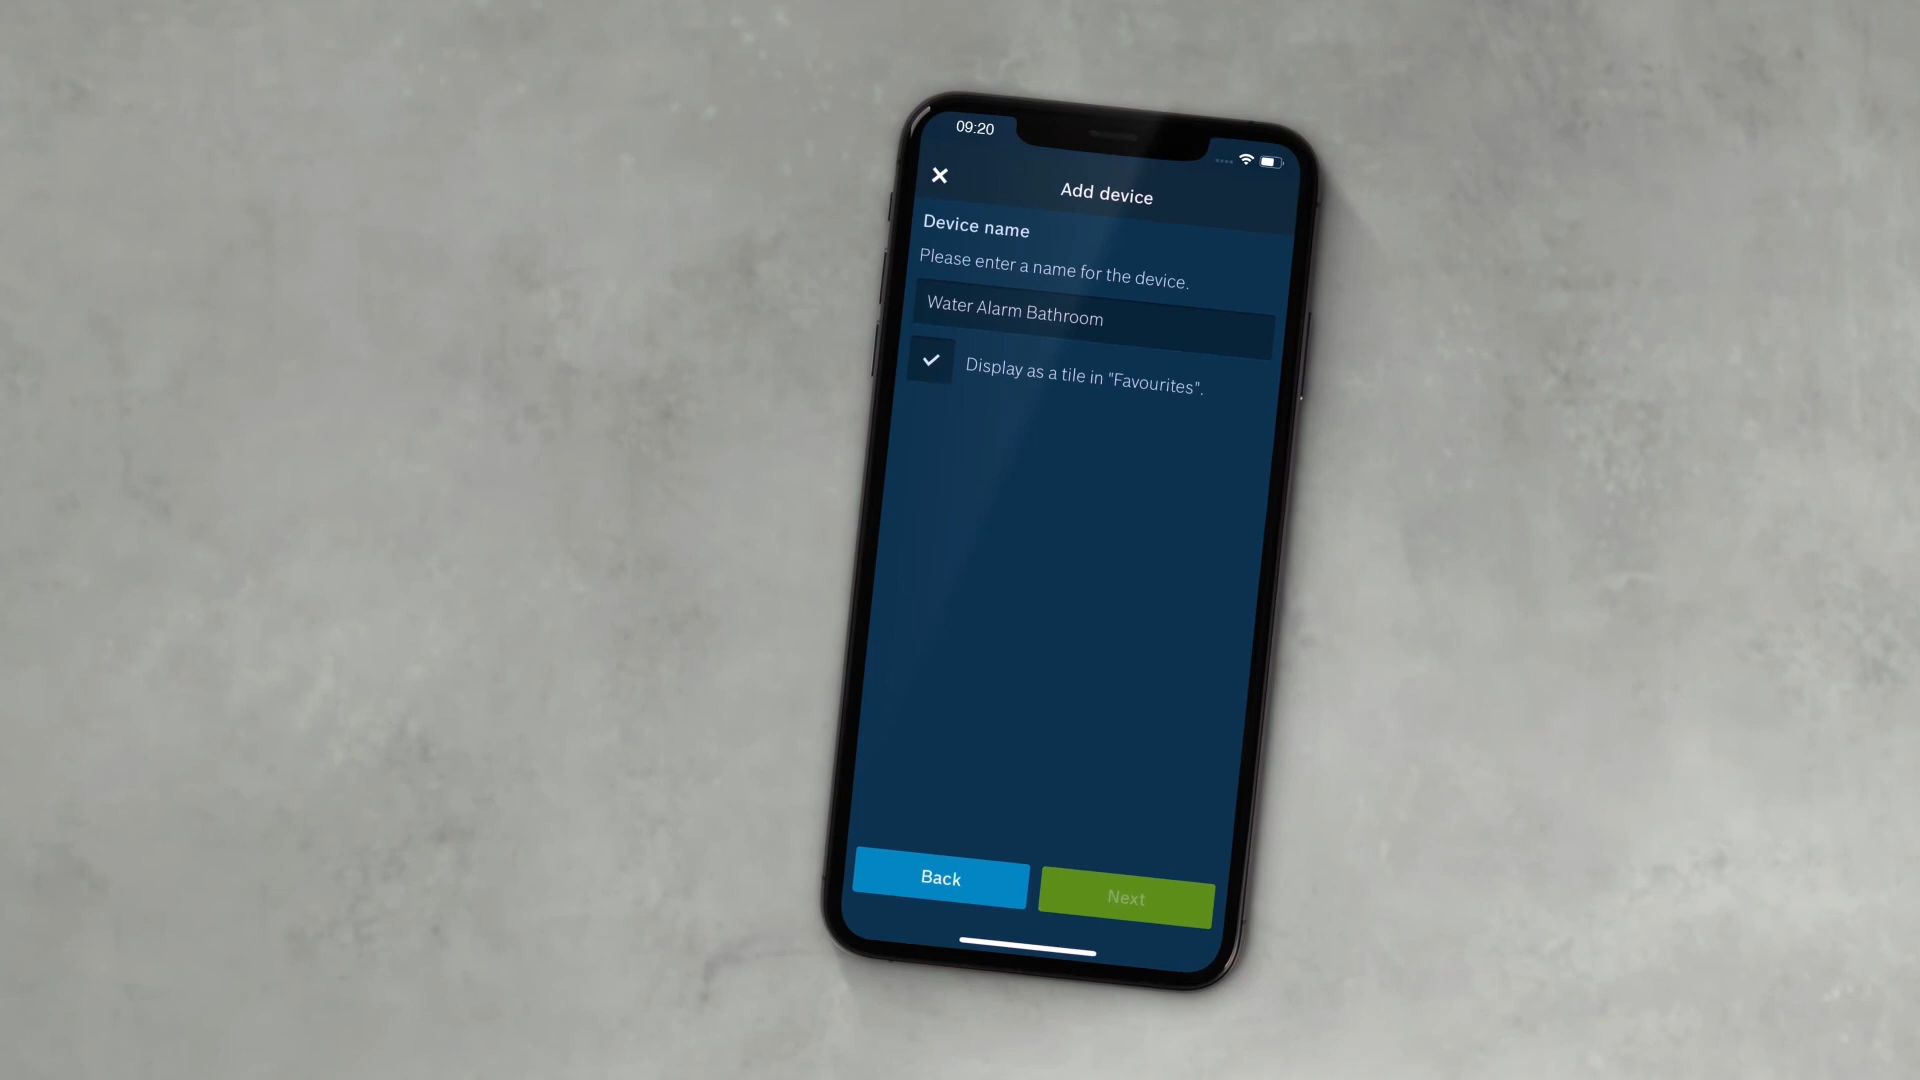 09:20
Add device
Device name
Please enter a name for the device.
Water Alarm Bathroom
Display as a tile in "Favourites".
Back
Next